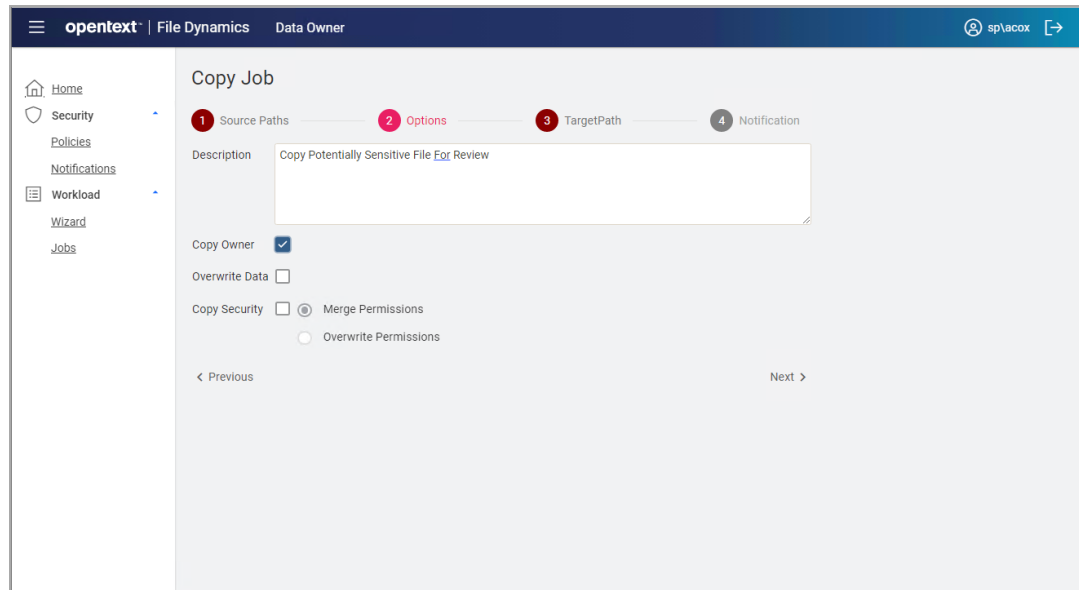 opentext™ | File Dynamics Data Owner sp\acox
Home
Security
Policies
Notifications
Workload
Wizard
Jobs
Copy Job
1 Source Paths 2 Options 3 TargetPath 4 Notification
Description Copy Potentially Sensitive File For Review
Copy Owner
Overwrite Data
Copy Security Merge Permissions
Overwrite Permissions
< Previous Next >